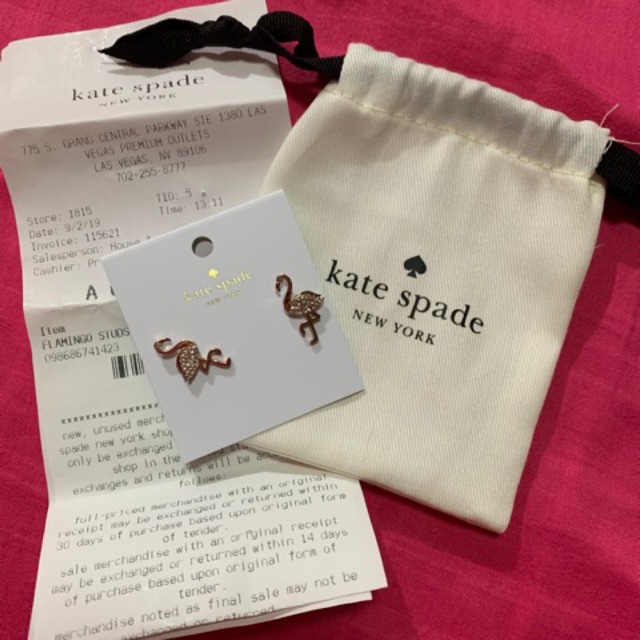 kate spade
NEW YORK
775 S. GRAND CENTRAL PARKWAY STE 1380 LAS
VEGAS PREMIUM OUTLETS
LAS VEGAS, NV 89106
702-255-8777
TID: 5
Store: 1815
Time: 13:11
Date: 9/2/19
Invoice: 115621
Salesperson: House
Cashier:
A
Item
FLAMINGO STUDS
098686741423
new, unused
spade new york
only be exchanged
shop in the
exchanges and returns will be
follows:
full-priced merchandise with an original
receipt may be exchanged or returned within
30 days of purchase based upon original form
of tender.
sale merchandise with an original receipt
may be exchanged or returned within 14 days
of purchase based upon original form of
tender.
merchandise noted as final sale may not be
exchanged or returned
kate spade
NEW YORK
kate spade
NEW YORK